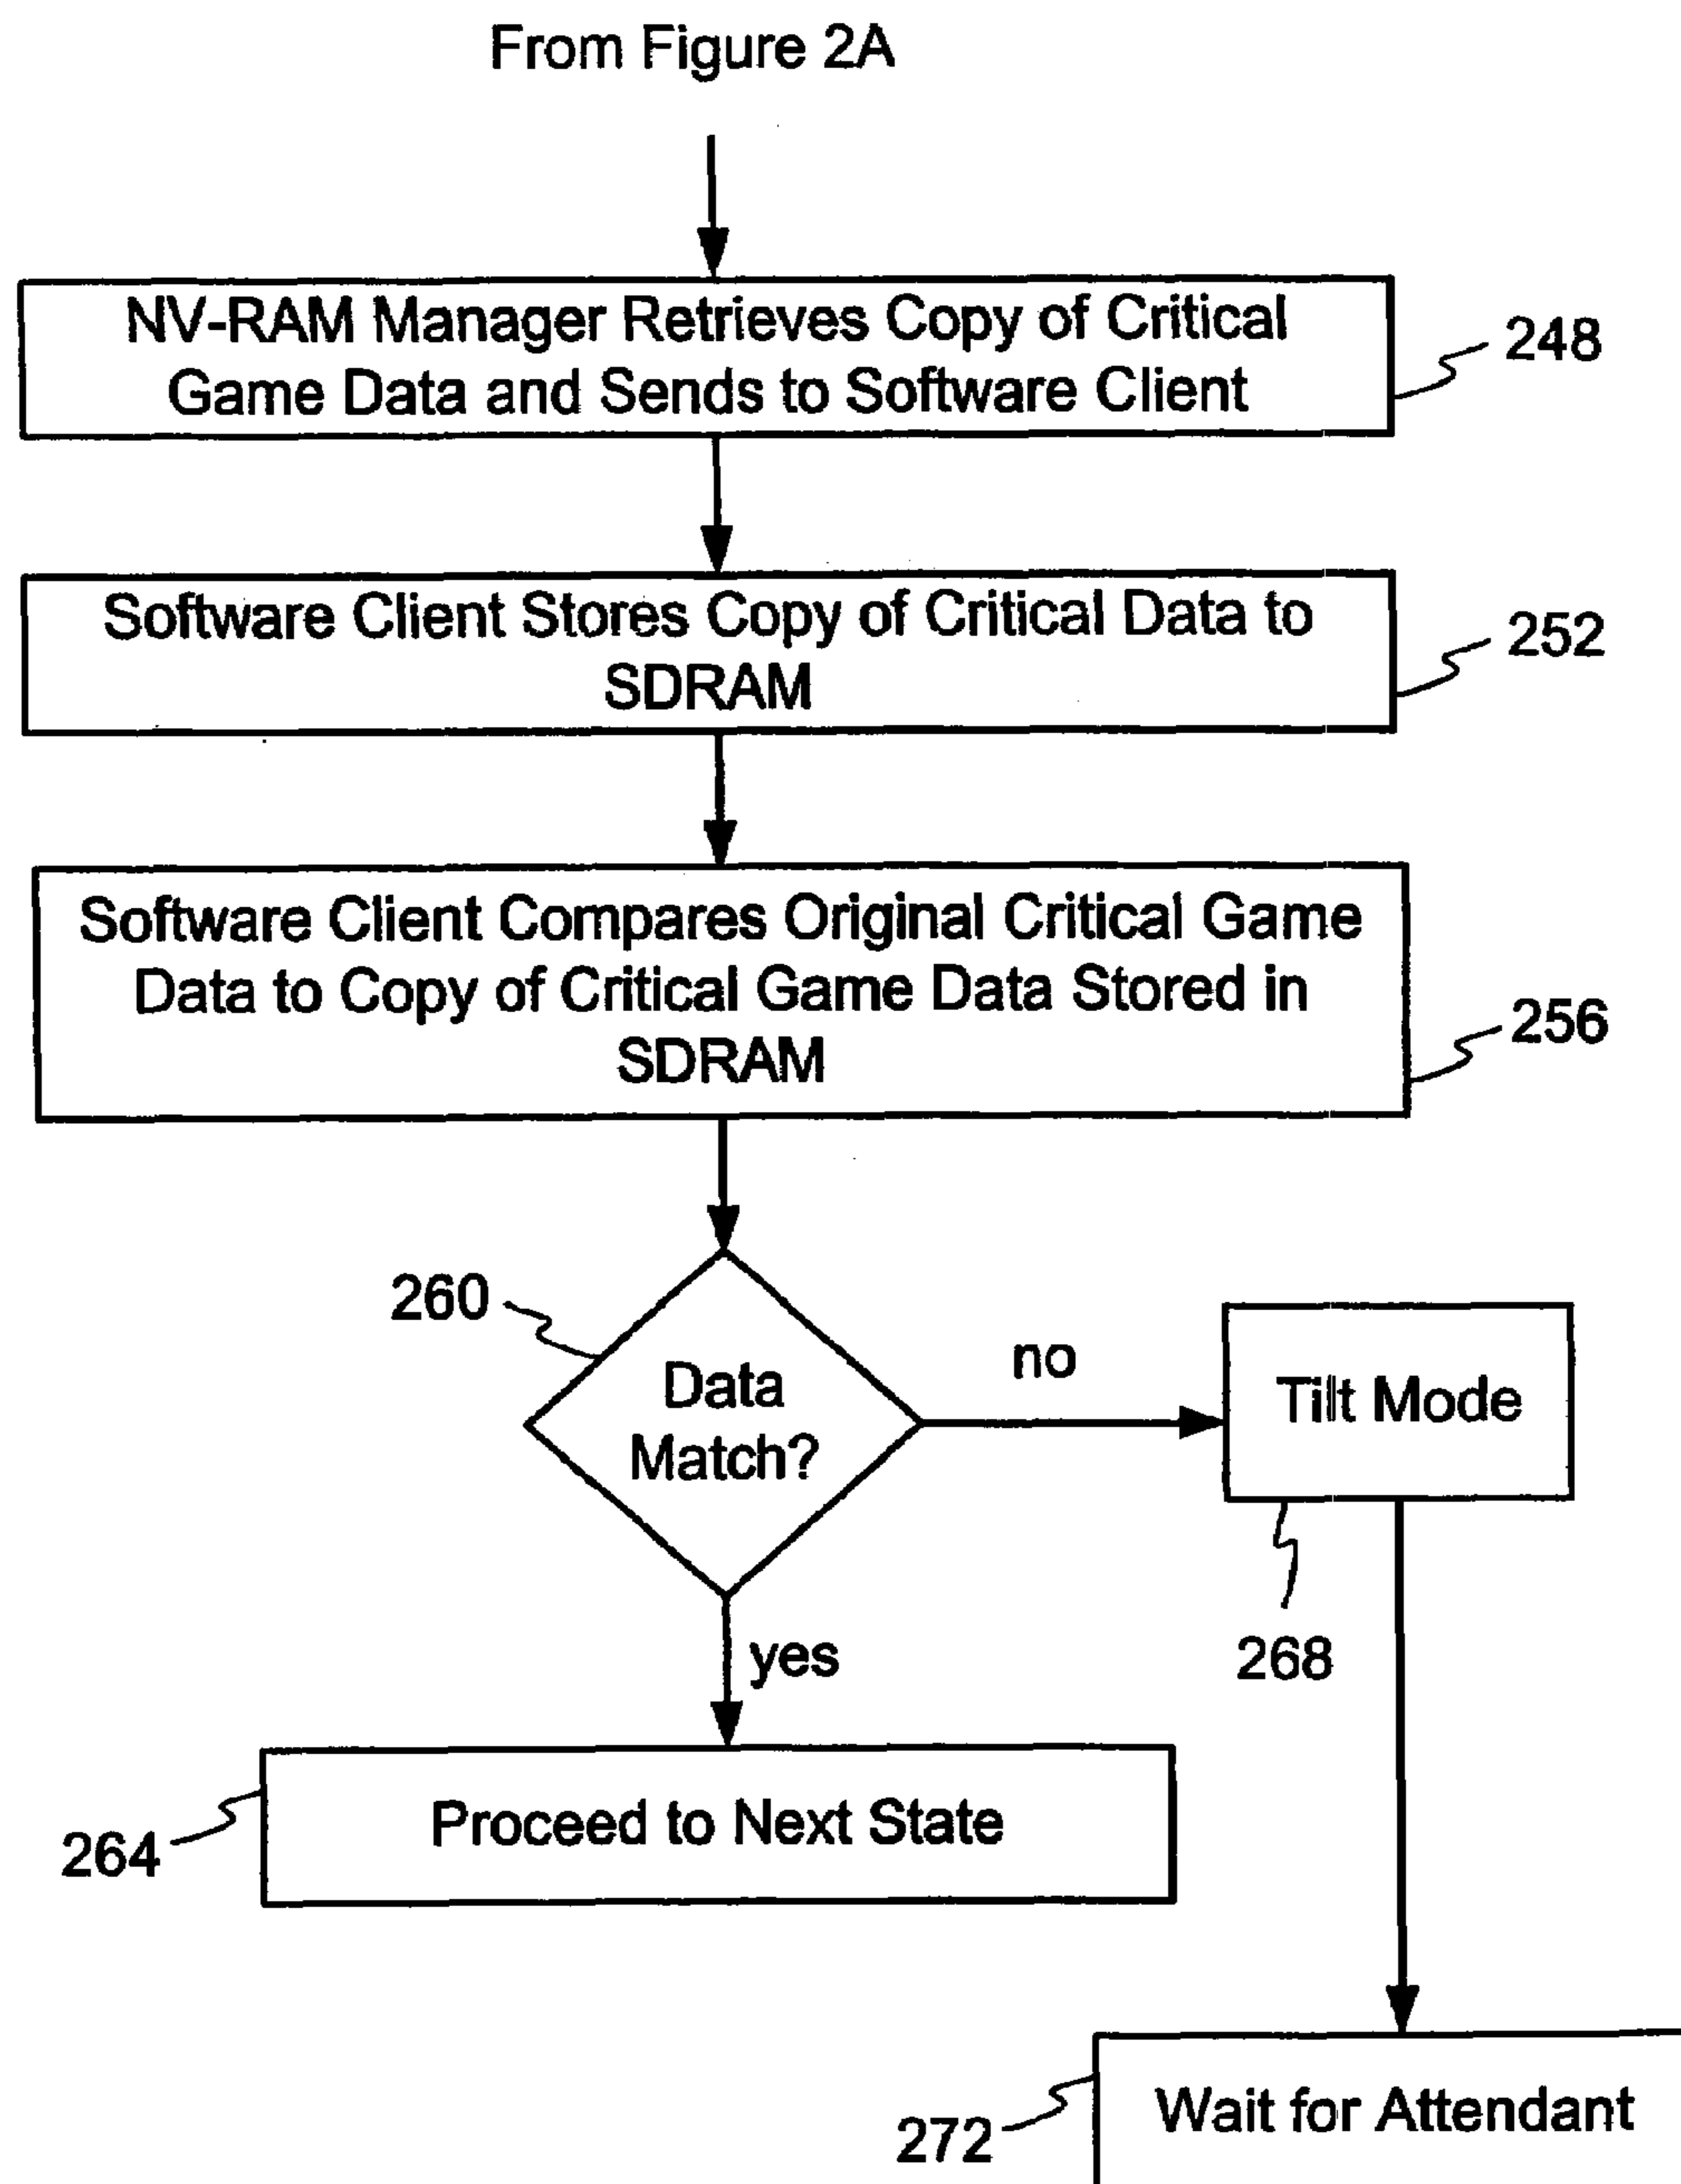 From Figure 2A
NV-RAM Manager Retrieves Copy of Critical
Game Data and Sends to Software Client
248
Software Client Stores Copy of Critical Data to
SDRAM
252
Software Client Compares Original Critical Game
Data to Copy of Critical Game Data Stored in
SDRAM
256
260
Data
Match?
no
Tilt Mode
268
yes
Proceed to Next State
264
Wait for Attendant
272